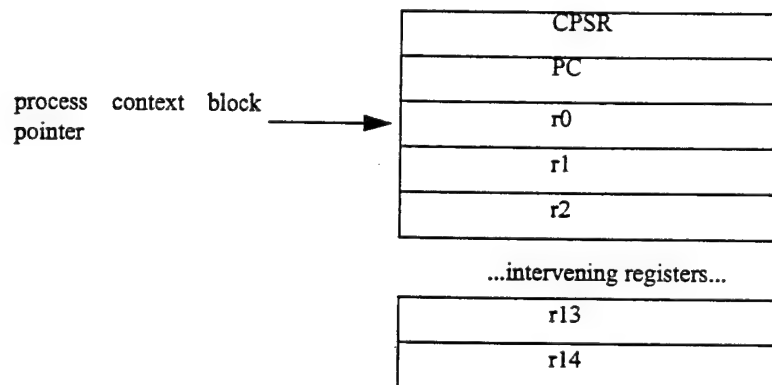 CPSR
PC
process context block
pointer
r0
r1
r2
...intervening registers...
r13
r14